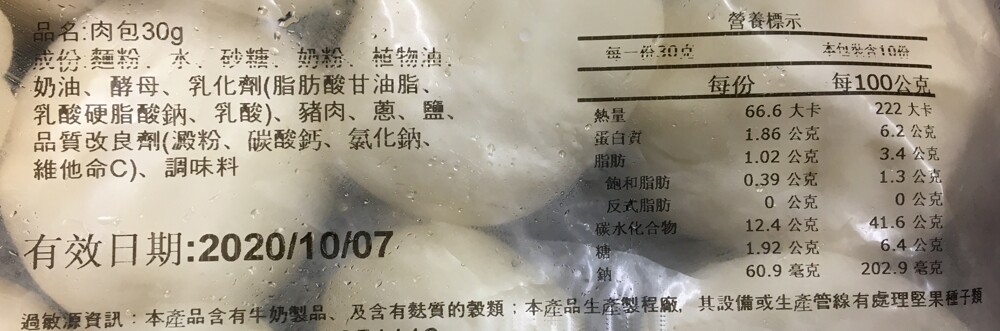 品名:肉包30g
成份:麵粉、水、砂糖、奶粉、植物油、
奶油、酵母、乳化劑(脂肪酸甘油脂、
乳酸硬脂酸鈉、乳酸)、豬肉、蔥、鹽、
品質改良劑(澱粉、碳酸鈣、氯化鈉、
維他命C)、調味料
有效日期:2020/10/07
營養標示
每一份30克 本包裝含10份
每份 每100公克
熱量 66.6 大卡 222 大卡
蛋白質 1.86 公克 6.2 公克
脂肪 1.02 公克 3.4 公克
飽和脂肪 0.39 公克 1.3 公克
反式脂肪 0 公克 0 公克
碳水化合物 12.4 公克 41.6 公克
糖 1.92 公克 6.4 公克
鈉 60.9 毫克 202.9 毫克
過敏源資訊：本產品含有牛奶製品、及含有麩質的穀類；本產品生產製程廠，其設備或生產管線有處理堅果種子類